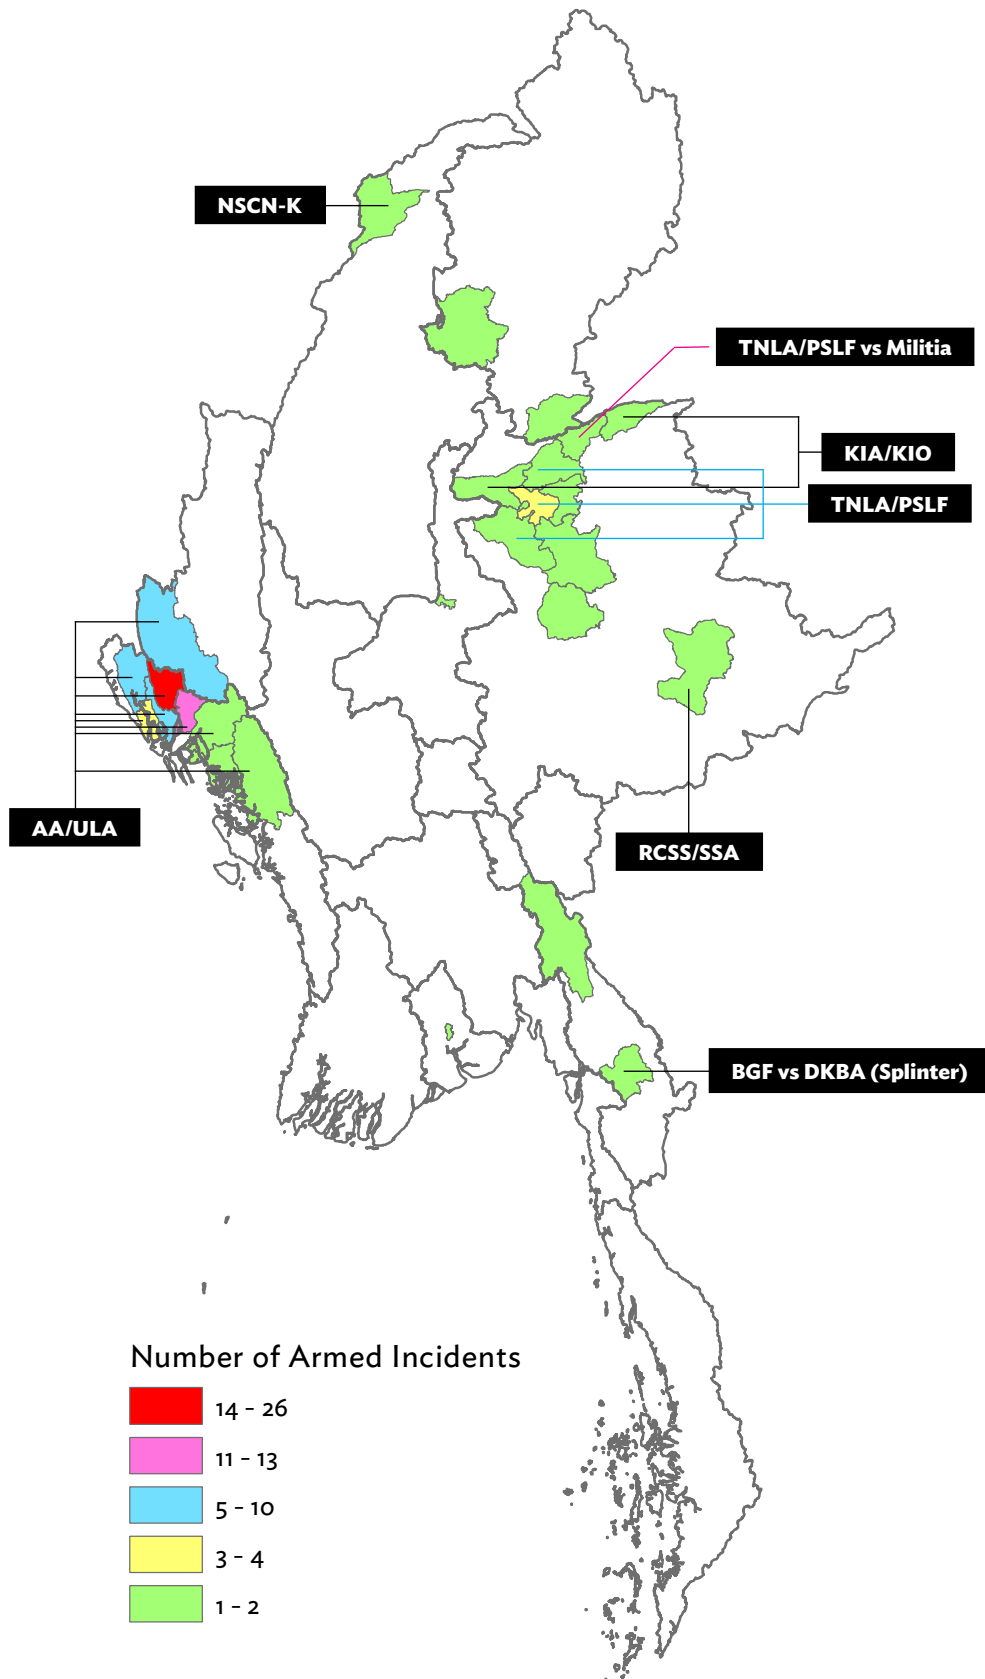 NSCN-K
TNLA/PSLF vs Militia
KIA/KIO
TNLA/PSLF
AA/ULA
RCSS/SSA
BGF vs DKBA (Splinter)
Number of Armed Incidents
14 - 26
11 - 13
5 - 10
3 - 4
1 - 2